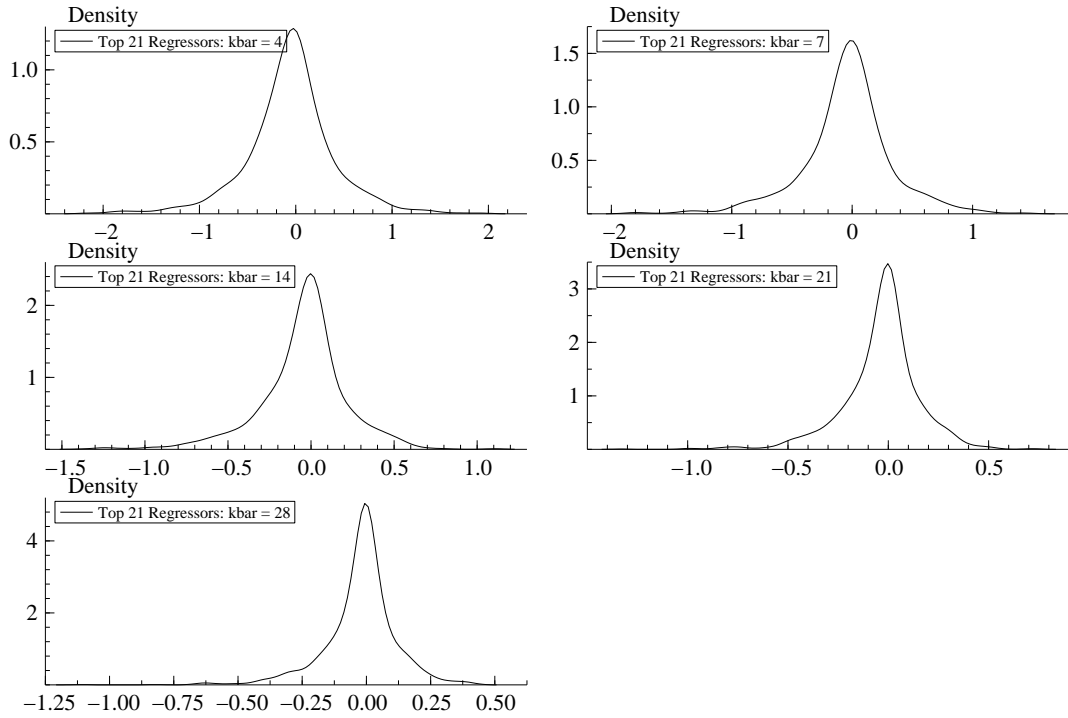 Density
Top 21 Regressors: kbar = 4
1.0
0.5
−2 −1 0 1 2
Density
Top 21 Regressors: kbar = 7
1.5
1.0
0.5
−2 −1 0 1
Density
Top 21 Regressors: kbar = 14
2
1
−1.5 −1.0 −0.5 0.0 0.5 1.0
Density
Top 21 Regressors: kbar = 21
3
2
1
−1.0 −0.5 0.0 0.5
Density
Top 21 Regressors: kbar = 28
4
2
−1.25 −1.00 −0.75 −0.50 −0.25 0.00 0.25 0.50